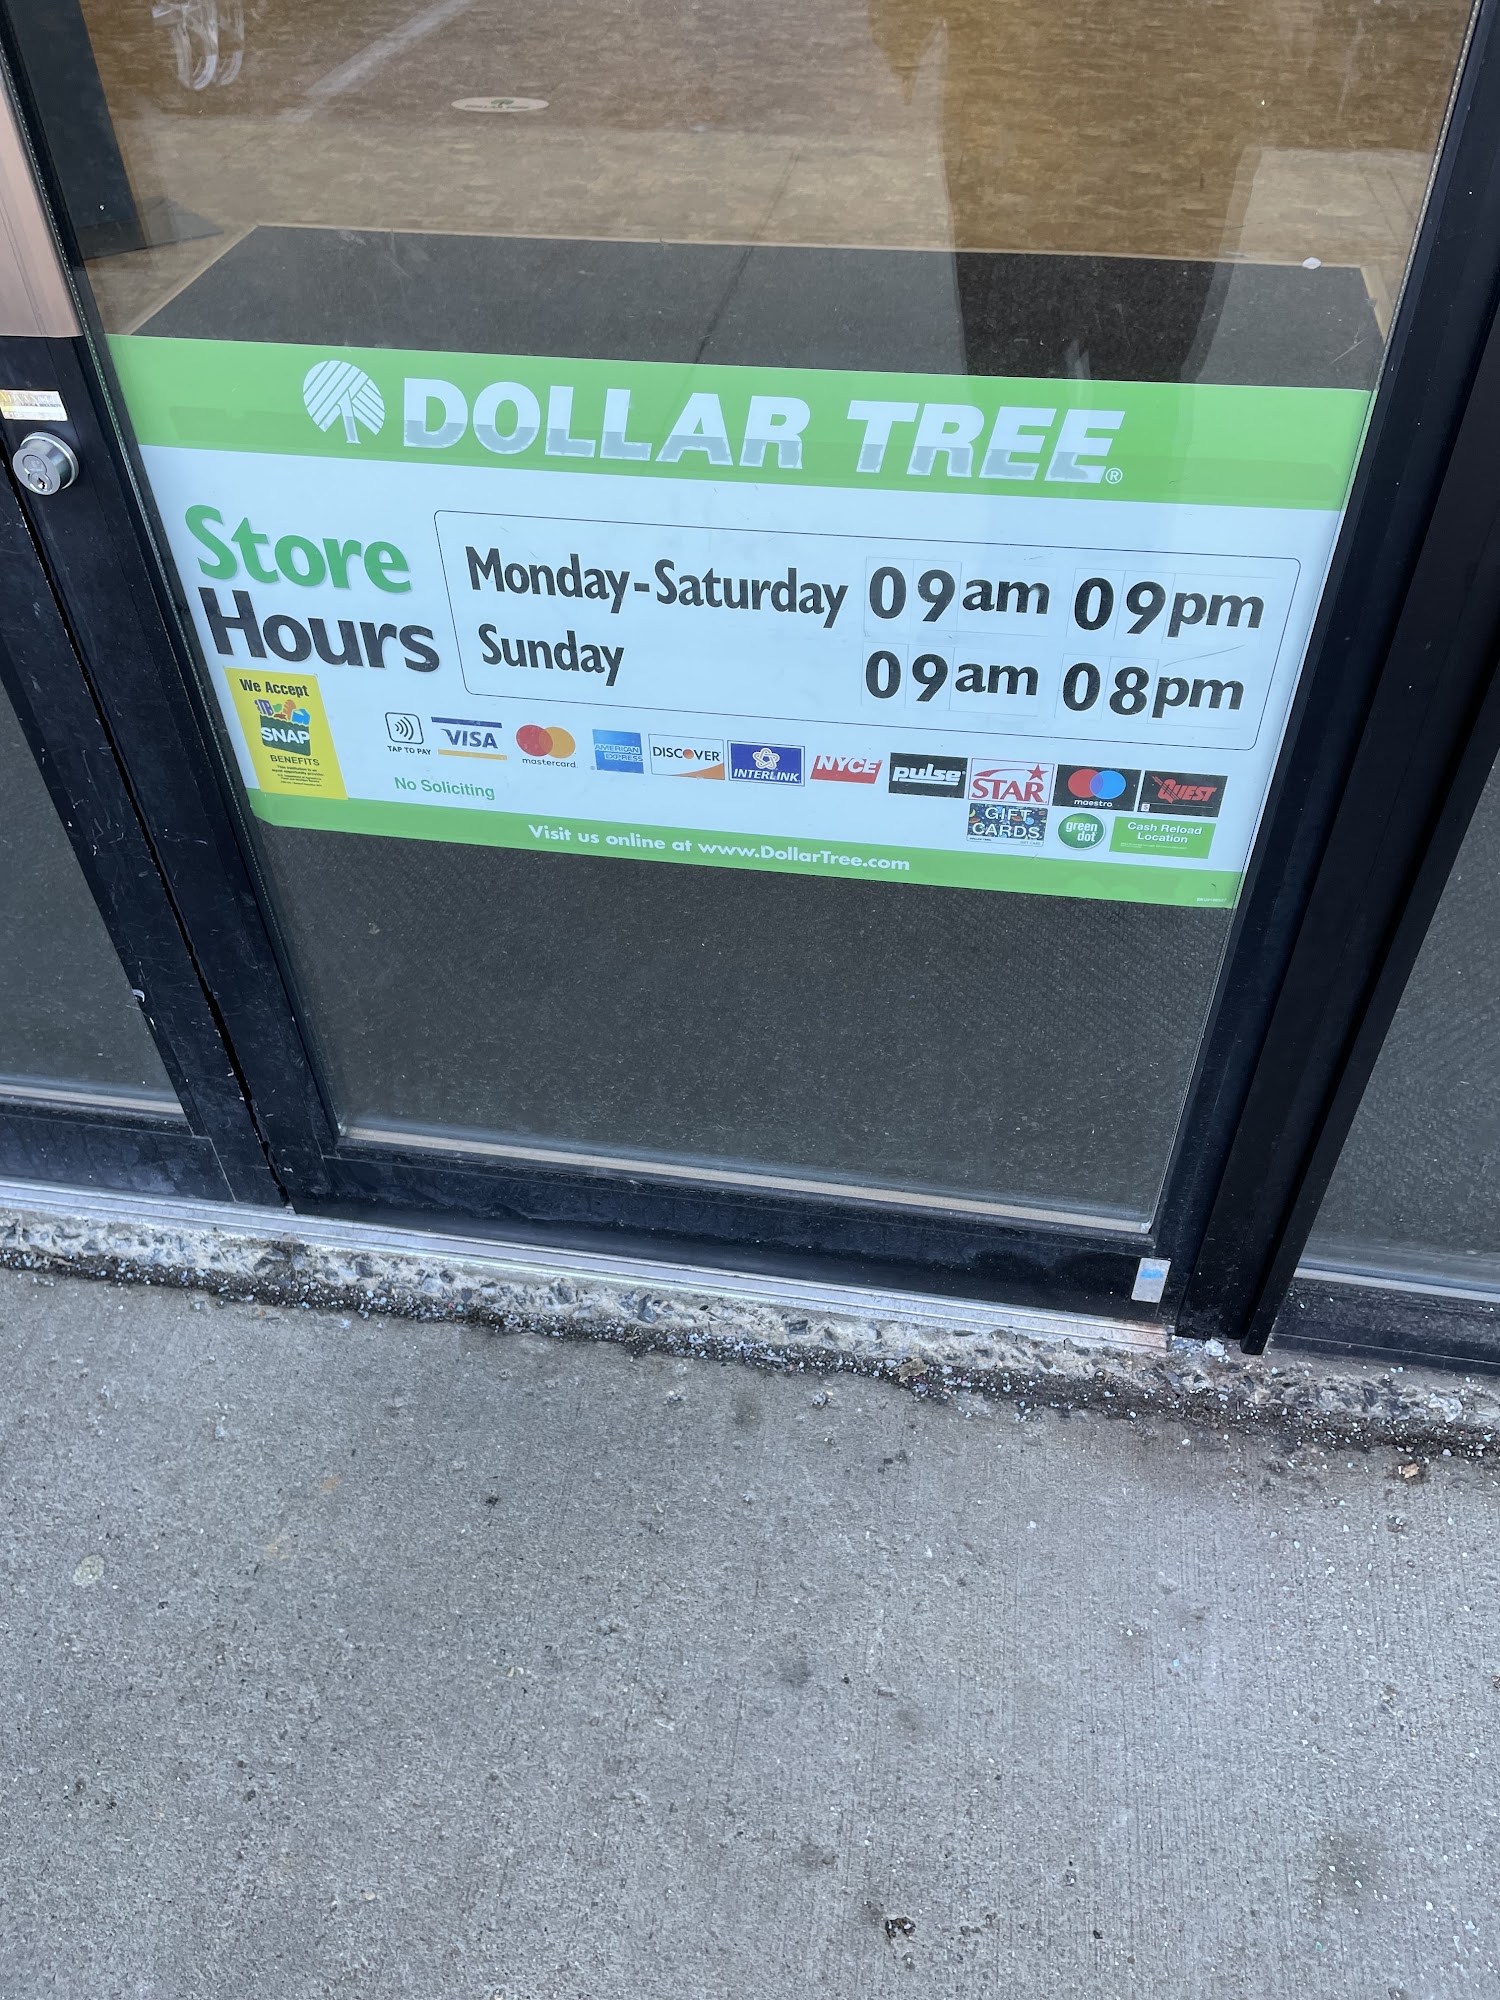 DOLLAR TREE®
Store
Hours
Monday-Saturday 09am 09pm
Sunday 09am 08pm
We Accept
SNAP
BENEFITS
TAP TO PAY
VISA
mastercard
AMERICAN
EXPRESS
DISCOVER
INTERLINK
NYCE
pulse
STAR
maestro
QUEST
No Soliciting
GIFT
CARDS
green
dot
Cash Reload
Location
Visit us online at www.DollarTree.com